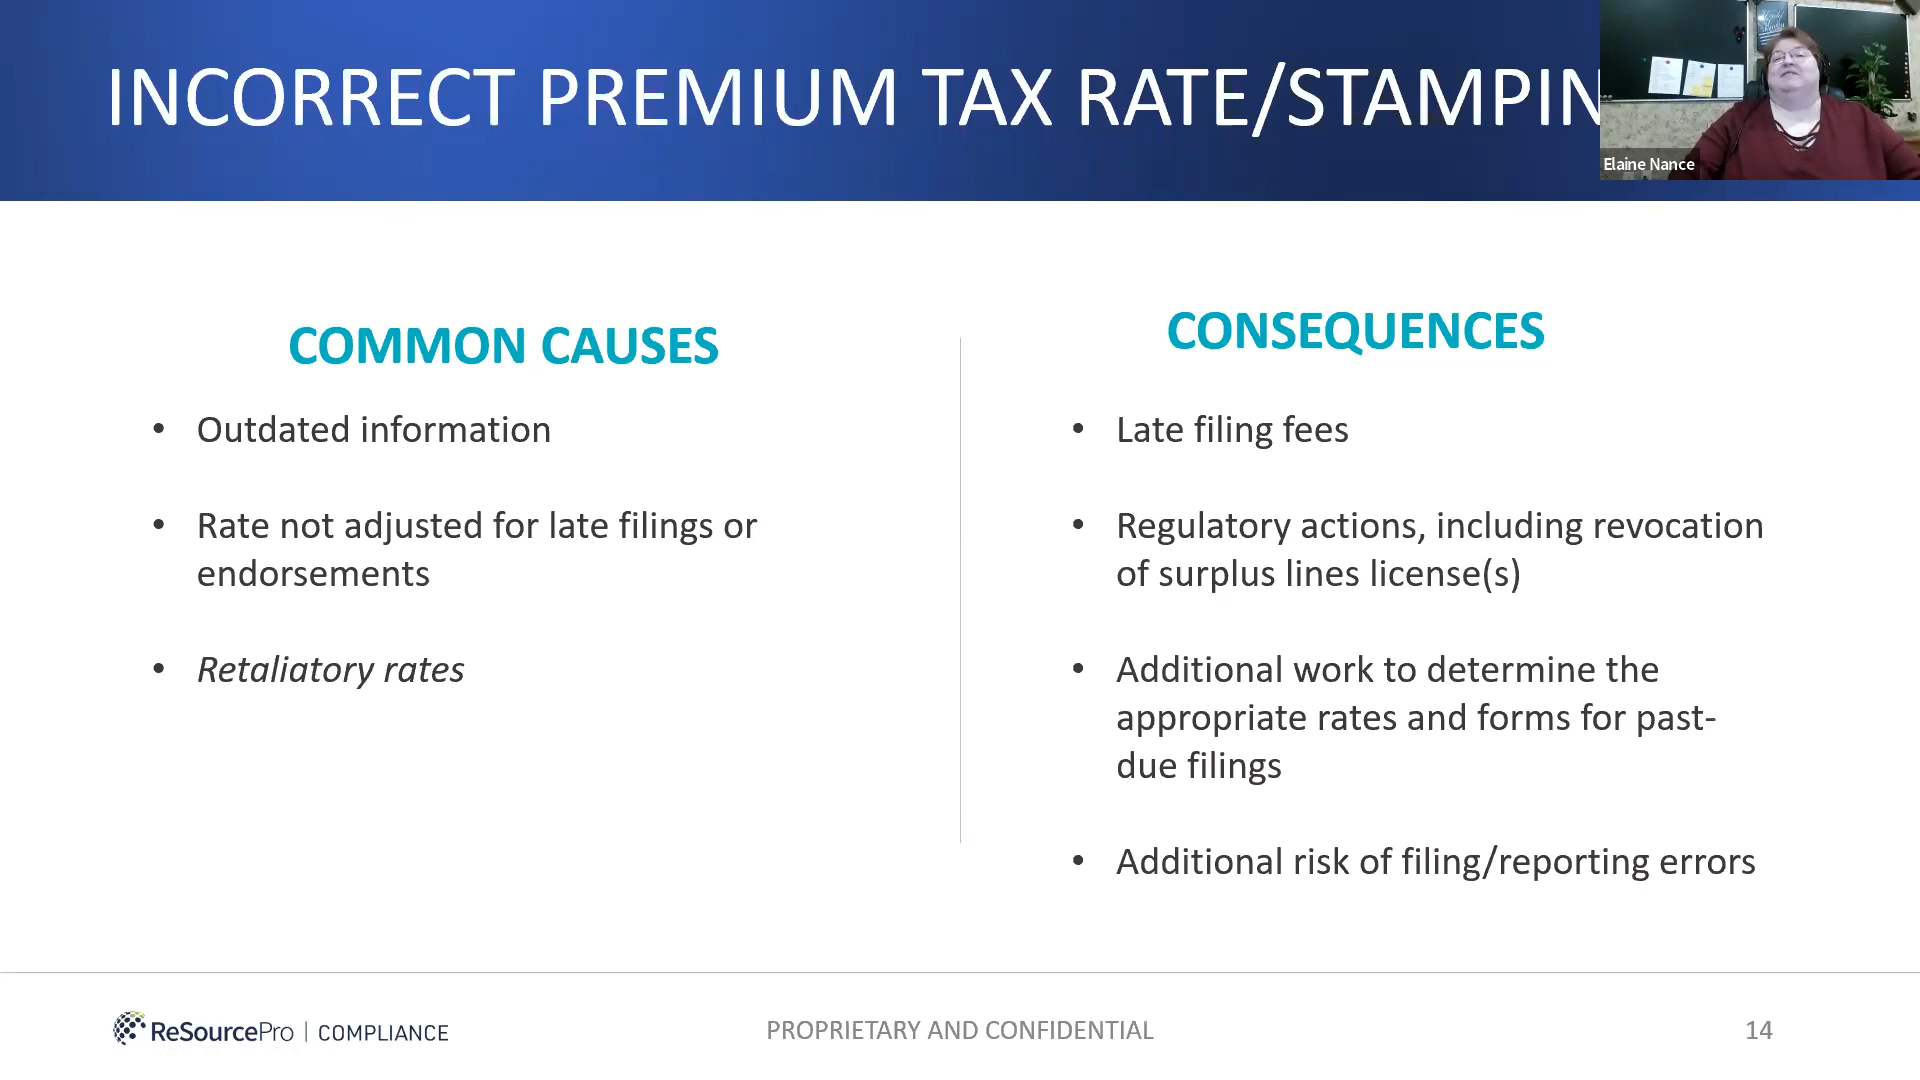 INCORRECT PREMIUM TAX RATE/STAMPIN
Elaine Nance
COMMON CAUSES
• Outdated information
• Rate not adjusted for late filings or
endorsements
• Retaliatory rates
CONSEQUENCES
• Late filing fees
• Regulatory actions, including revocation
of surplus lines license(s)
• Additional work to determine the
appropriate rates and forms for past-
due filings
• Additional risk of filing/reporting errors
ReSourcePro | COMPLIANCE
PROPRIETARY AND CONFIDENTIAL
14